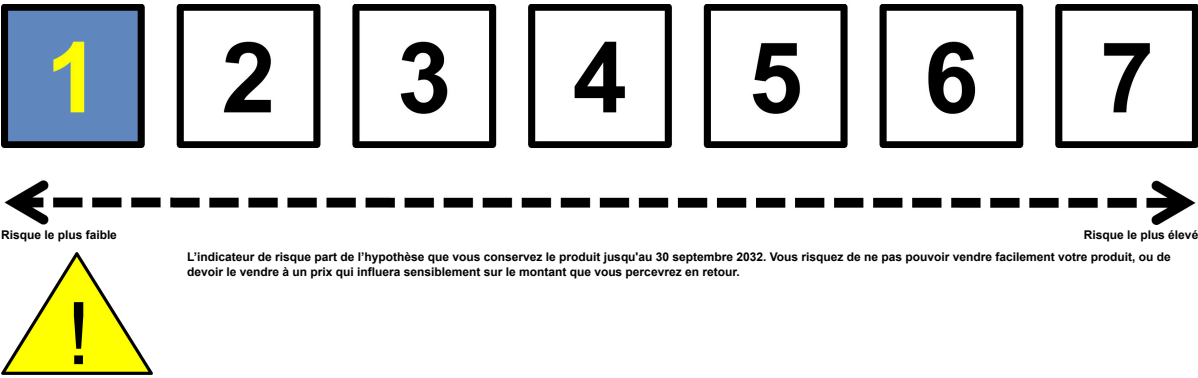 1 2 3 4 5 6 7
Risque le plus faible Risque le plus élevé
L'indicateur de risque part de l'hypothèse que vous conservez le produit jusqu'au 30 septembre 2032. Vous risquez de ne pas pouvoir vendre facilement votre produit, ou de
devoir le vendre à un prix qui influera sensiblement sur le montant que vous percevrez en retour.
!